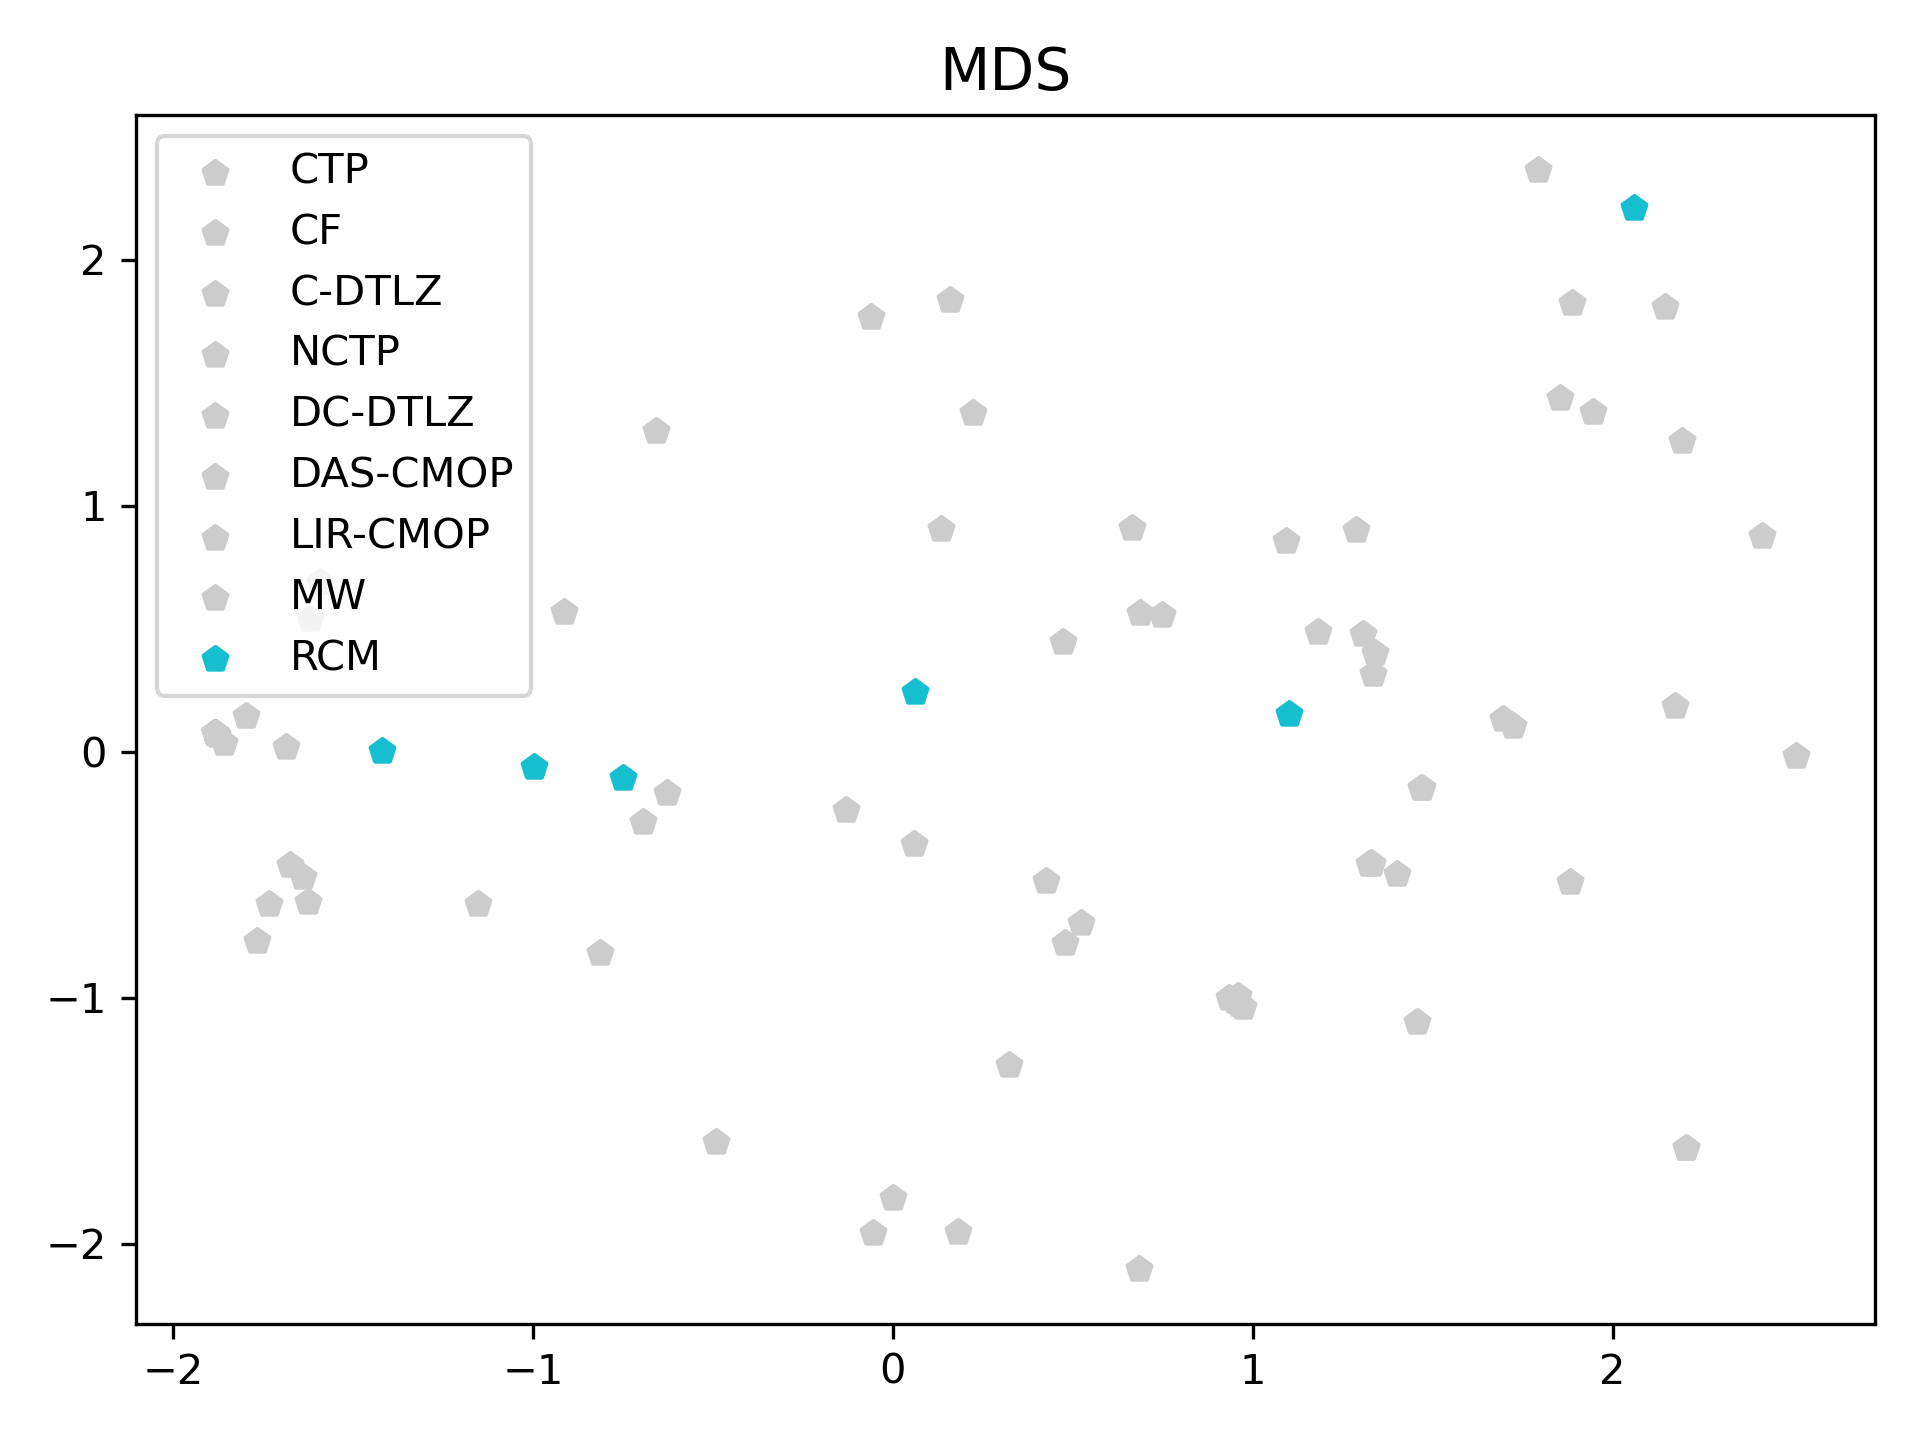 MDS
CTP
CF
C-DTLZ
NCTP
DC-DTLZ
DAS-CMOP
LIR-CMOP
MW
RCM
2
1
0
−1
−2
−2
−1
0
1
2